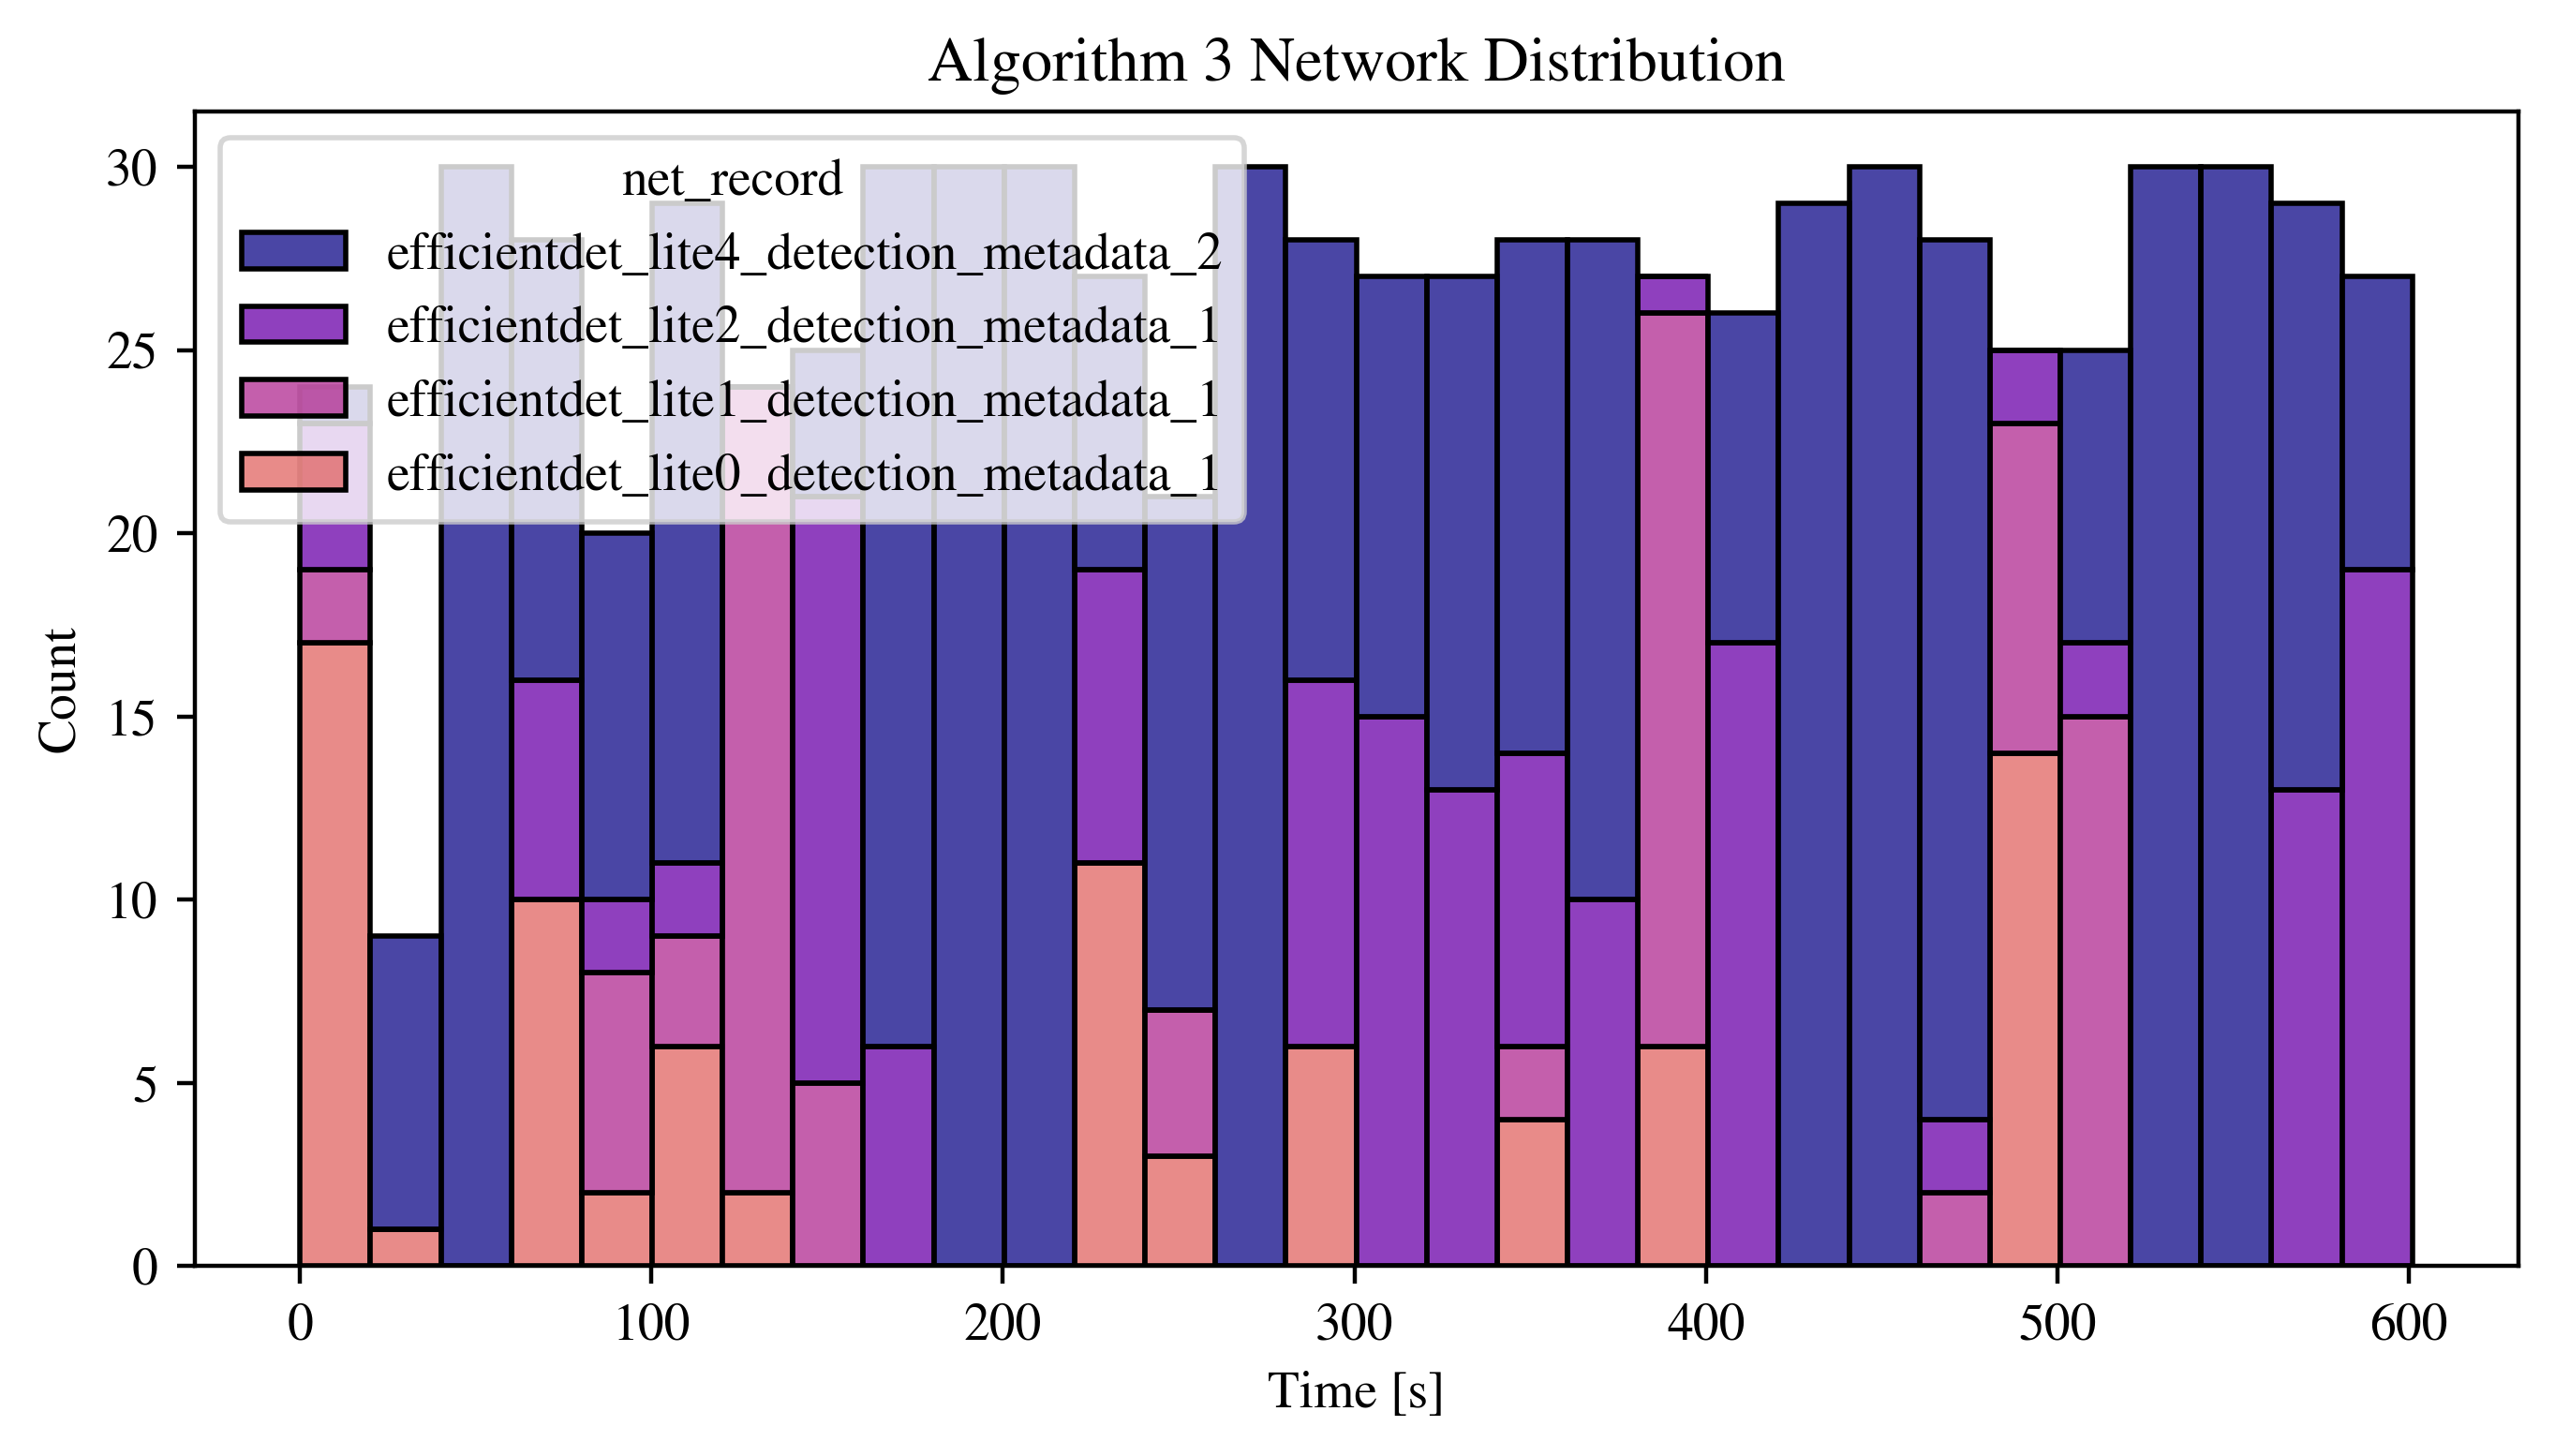 Algorithm 3 Network Distribution
net_record
efficientdet_lite4_detection_metadata_2
efficientdet_lite2_detection_metadata_1
efficientdet_lite1_detection_metadata_1
efficientdet_lite0_detection_metadata_1
30
25
20
15
10
5
0
Count
0 100 200 300 400 500 600
Time [s]